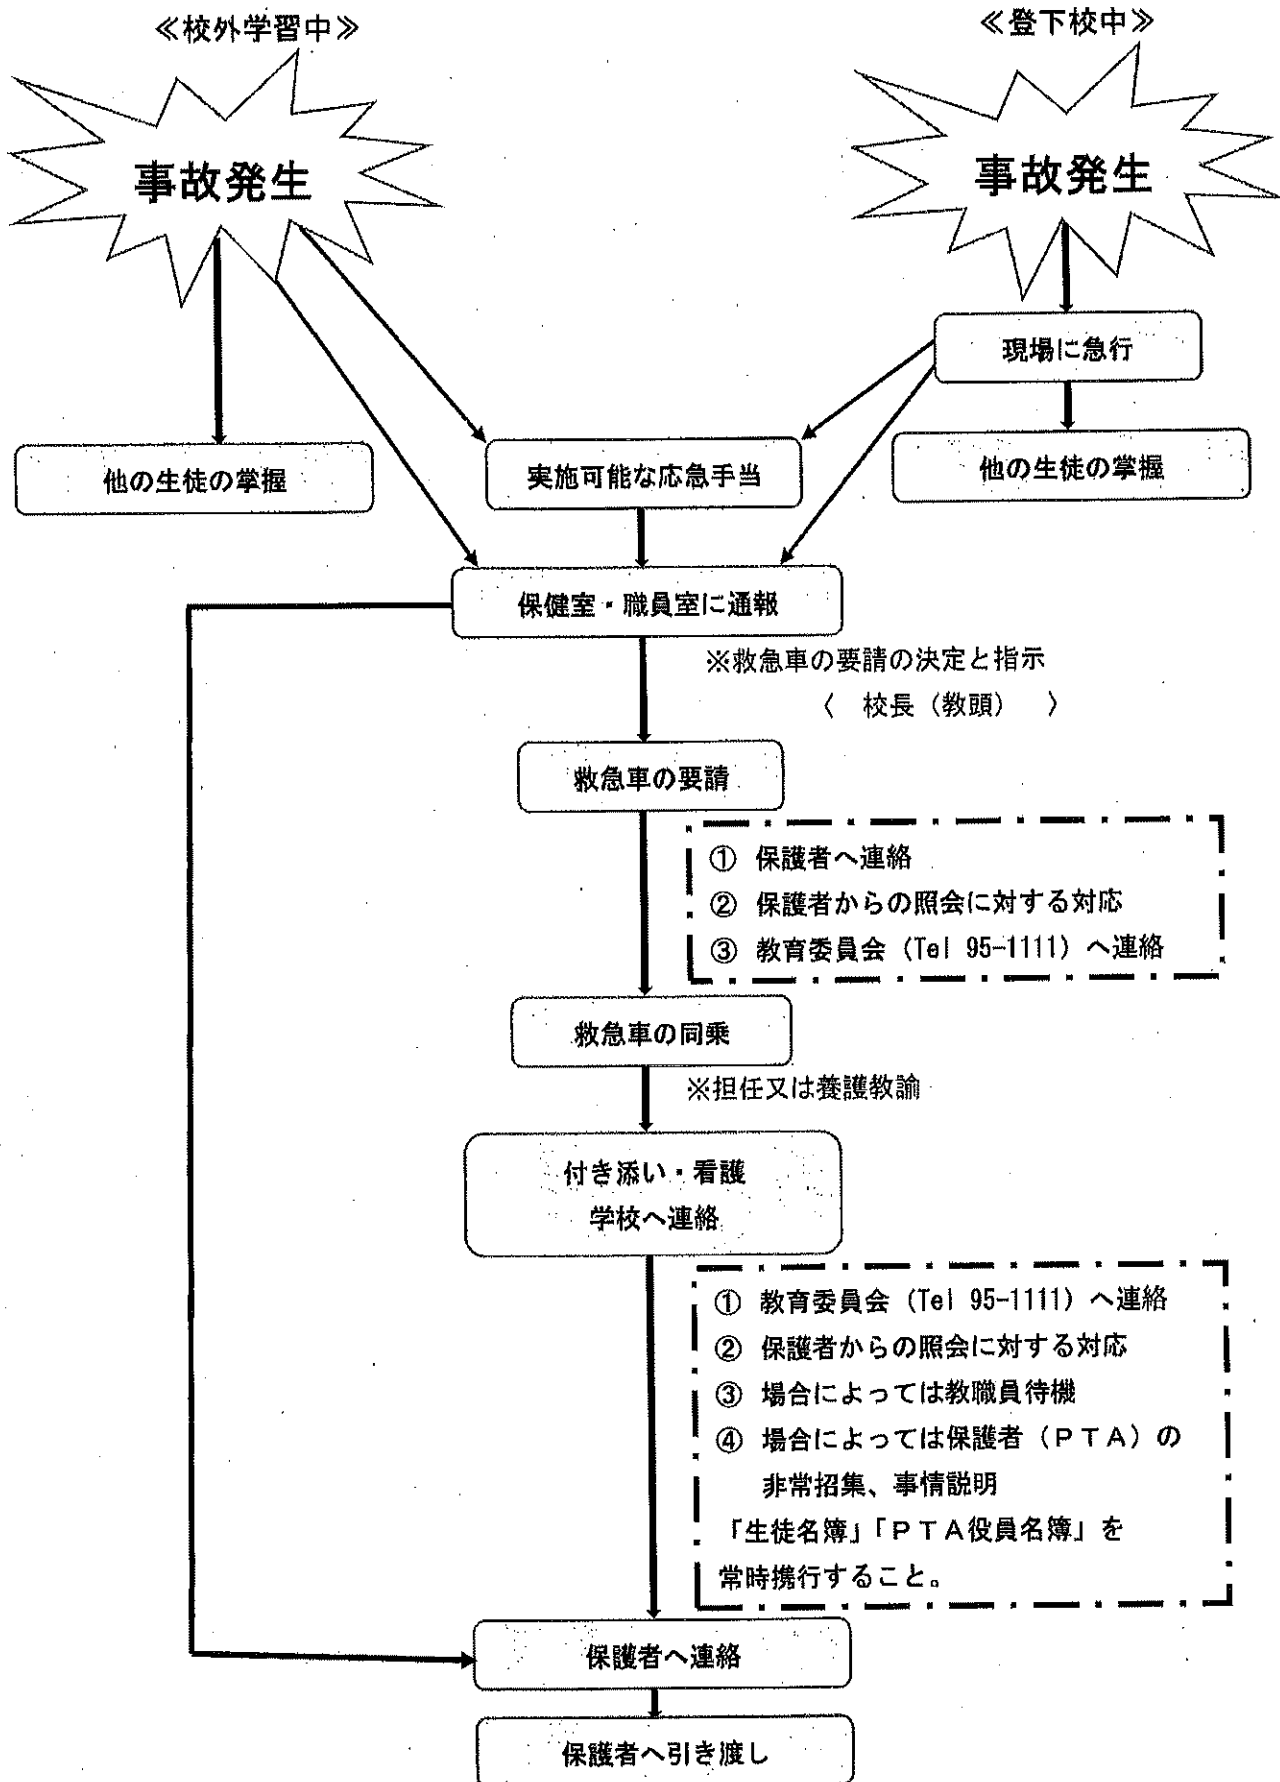 ≪校外学習中≫
≪登下校中≫
事故発生
事故発生
現場に急行
他の生徒の掌握
実施可能な応急手当
他の生徒の掌握
保健室・職員室に通報
※救急車の要請の決定と指示
〈　校長（教頭）　〉
救急車の要請
① 保護者へ連絡
② 保護者からの照会に対する対応
③ 教育委員会（Tel 95-1111）へ連絡
救急車の同乗
※担任又は養護教諭
付き添い・看護
学校へ連絡
① 教育委員会（Tel 95-1111）へ連絡
② 保護者からの照会に対する対応
③ 場合によっては教職員待機
④ 場合によっては保護者（ＰＴＡ）の
非常招集、事情説明
「生徒名簿」「ＰＴＡ役員名簿」を
常時携行すること。
保護者へ連絡
保護者へ引き渡し